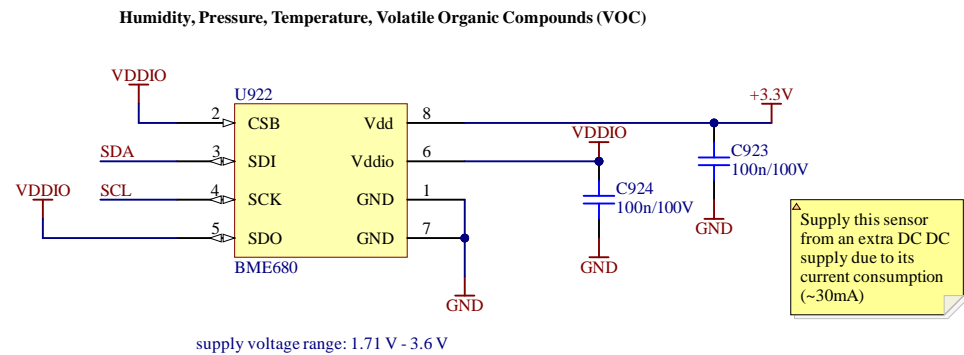 Humidity, Pressure, Temperature, Volatile Organic Compounds (VOC)
VDDIO
U922
+3.3V
2 CSB Vdd 8
VDDIO
SDA 3 SDI Vddio 6
C923
100n/100V
VDDIO SCL 4 SCK GND 1
C924
100n/100V
5 SDO GND 7
GND
BME680
GND
GND
Supply this sensor
from an extra DC DC
supply due to its
current consumption
(~30mA)
supply voltage range: 1.71 V - 3.6 V